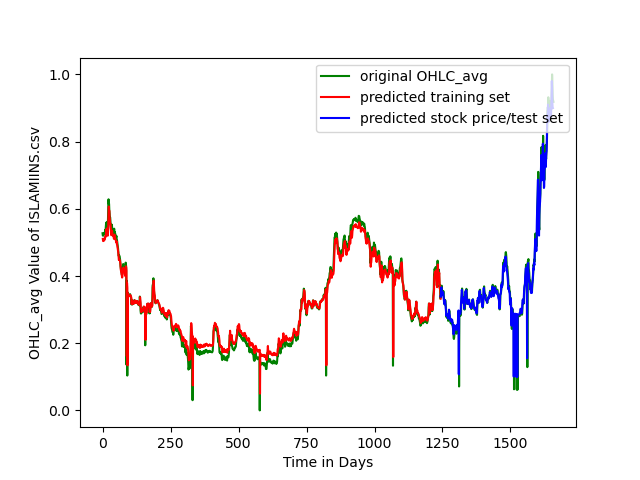 original OHLC_avg
predicted training set
predicted stock price/test set
OHLC_avg Value of ISLAMIINS.csv
1.0
0.8
0.6
0.4
0.2
0.0
0 250 500 750 1000 1250 1500
Time in Days